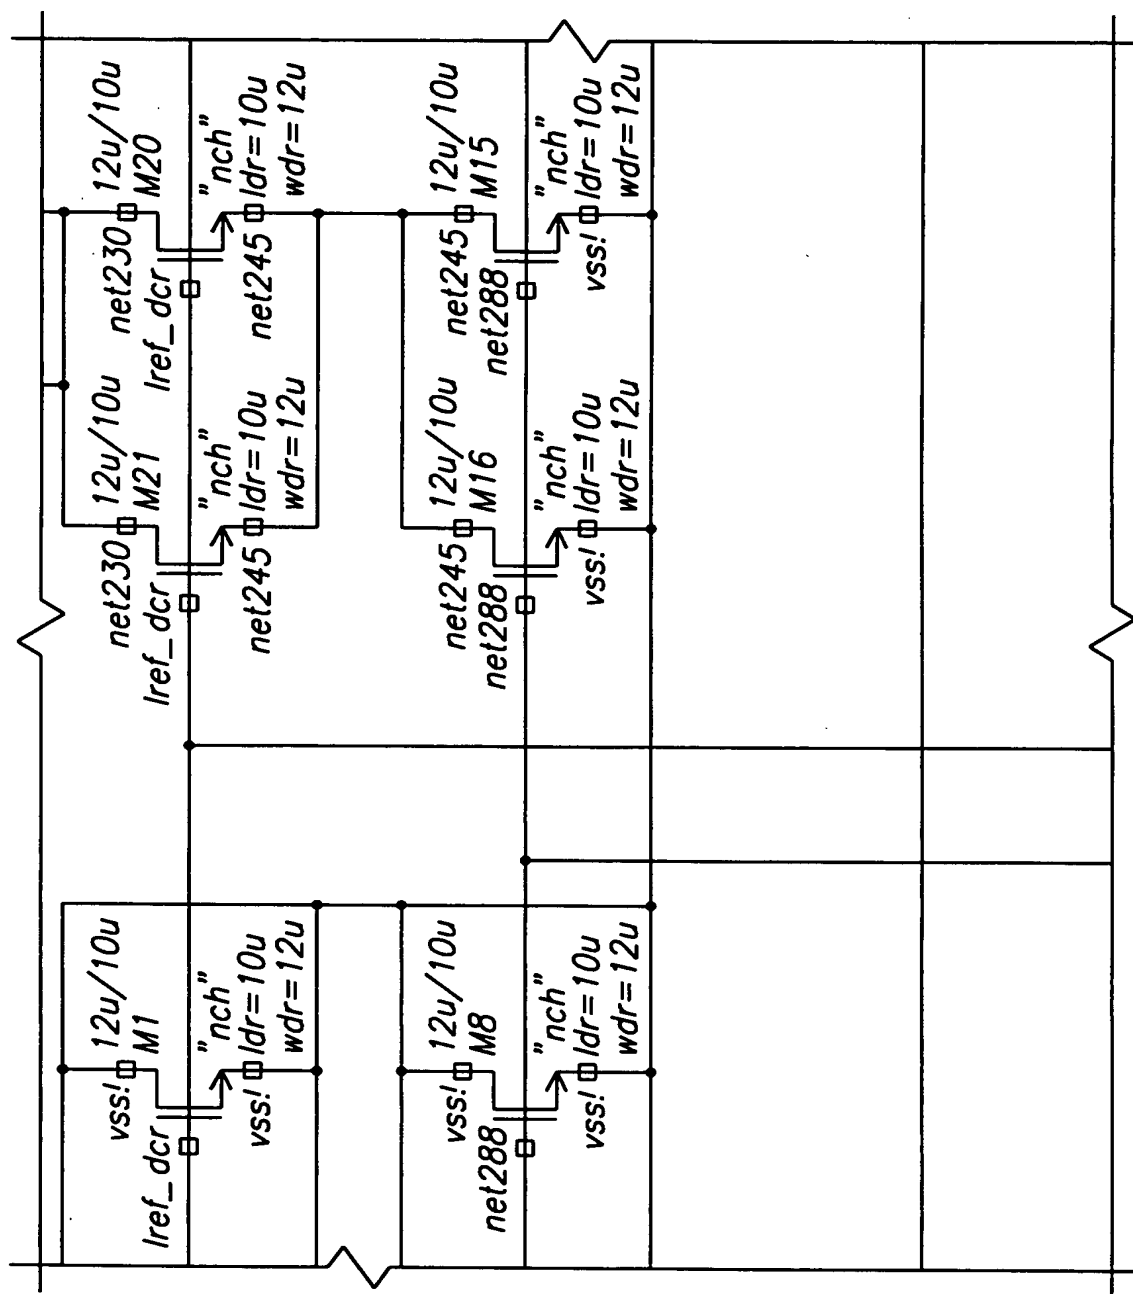 12u/10u
M20
net230
Iref_dcr
"nch"
ldr=10u
wdr=12u
net245
12u/10u
M15
net245
net288
"nch"
ldr=10u
wdr=12u
vss!
12u/10u
M21
net230
Iref_dcr
"nch"
ldr=10u
wdr=12u
net245
12u/10u
M16
net245
net288
"nch"
ldr=10u
wdr=12u
vss!
12u/10u
M1
vss!
Iref_dcr
"nch"
ldr=10u
wdr=12u
vss!
12u/10u
M8
vss!
net288
"nch"
ldr=10u
wdr=12u
vss!